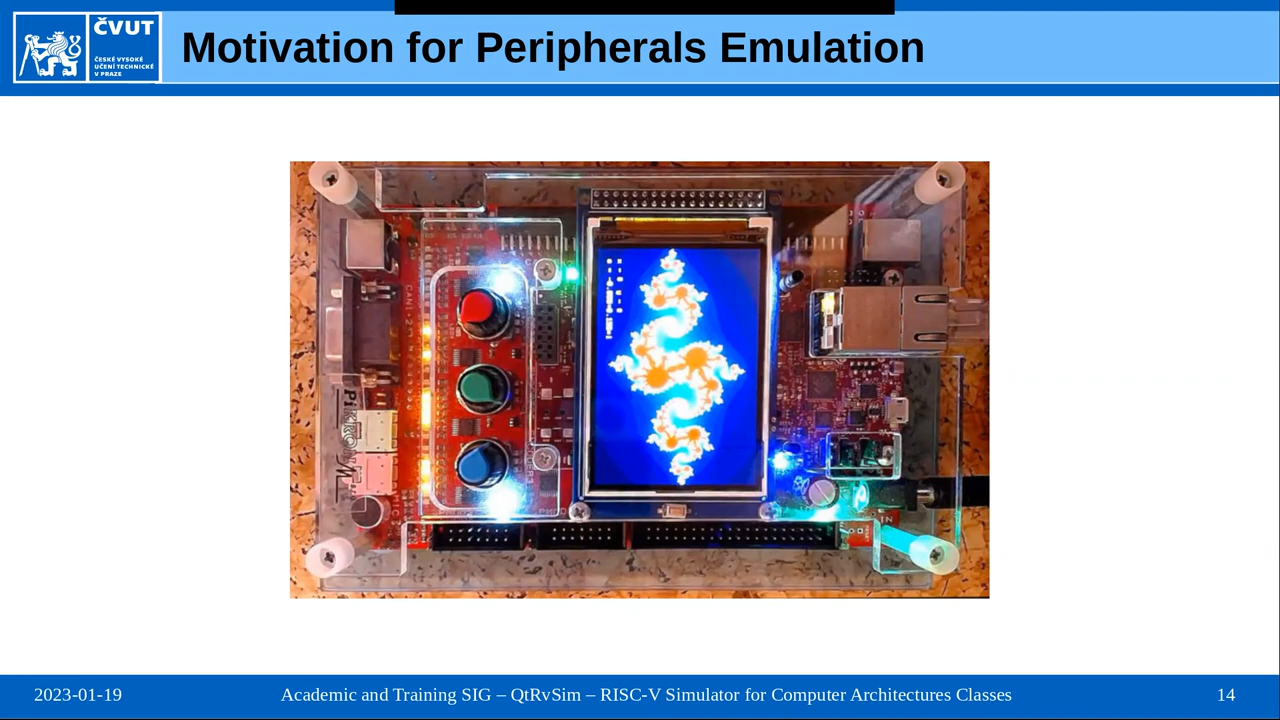 ČVUT
ČESKÉ VYSOKÉ
UČENÍ TECHNICKÉ
V PRAZE
Motivation for Peripherals Emulation
PiKRON
2023-01-19
Academic and Training SIG – QtRvSim – RISC-V Simulator for Computer Architectures Classes
14